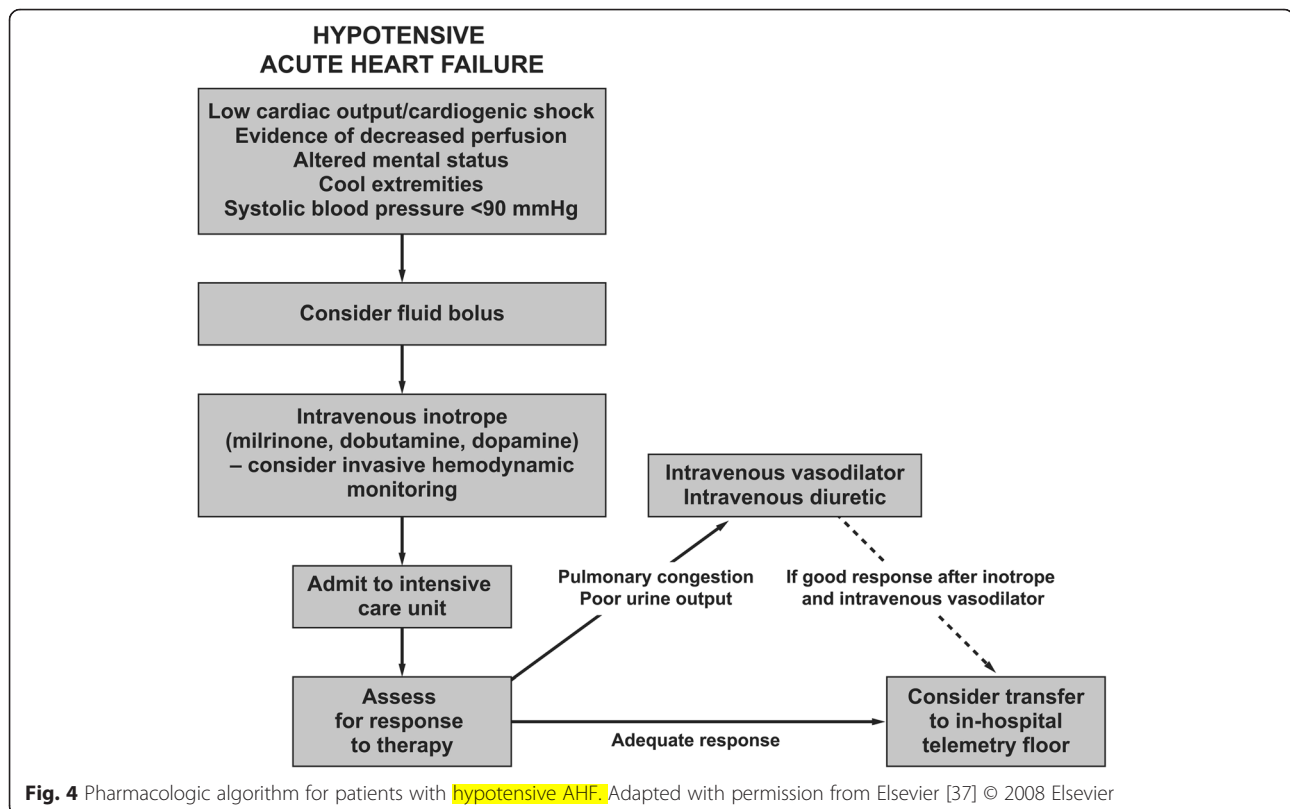 HYPOTENSIVE
ACUTE HEART FAILURE
Low cardiac output/cardiogenic shock
Evidence of decreased perfusion
Altered mental status
Cool extremities
Systolic blood pressure <90 mmHg
Consider fluid bolus
Intravenous inotrope
(milrinone, dobutamine, dopamine)
– consider invasive hemodynamic
monitoring
Intravenous vasodilator
Intravenous diuretic
Admit to intensive
care unit
Pulmonary congestion
Poor urine output
If good response after inotrope
and intravenous vasodilator
Assess
for response
to therapy
Adequate response
Consider transfer
to in-hospital
telemetry floor
Fig. 4 Pharmacologic algorithm for patients with hypotensive AHF. Adapted with permission from Elsevier [37] © 2008 Elsevier